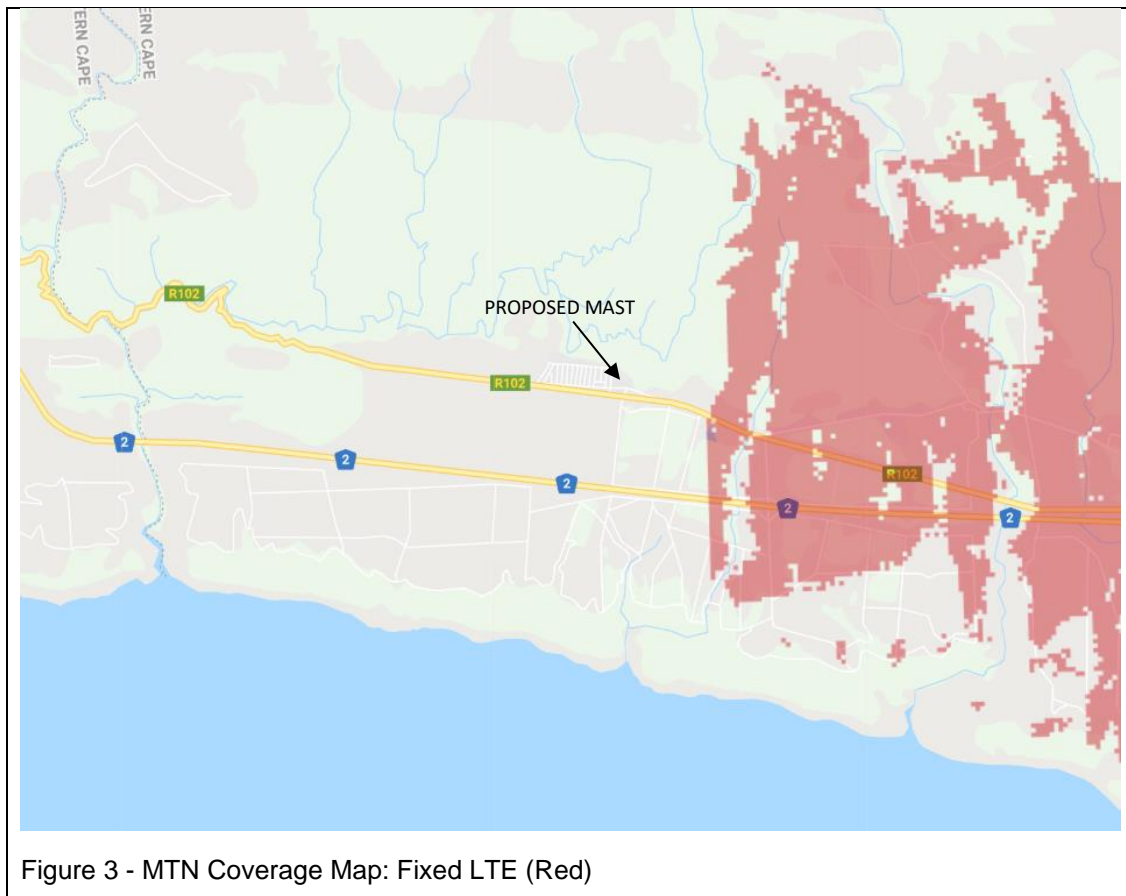 TERN CAPE
ERN CAPE
R102
PROPOSED MAST
R102
2
2
2
R102
2
2
Figure 3 - MTN Coverage Map: Fixed LTE (Red)